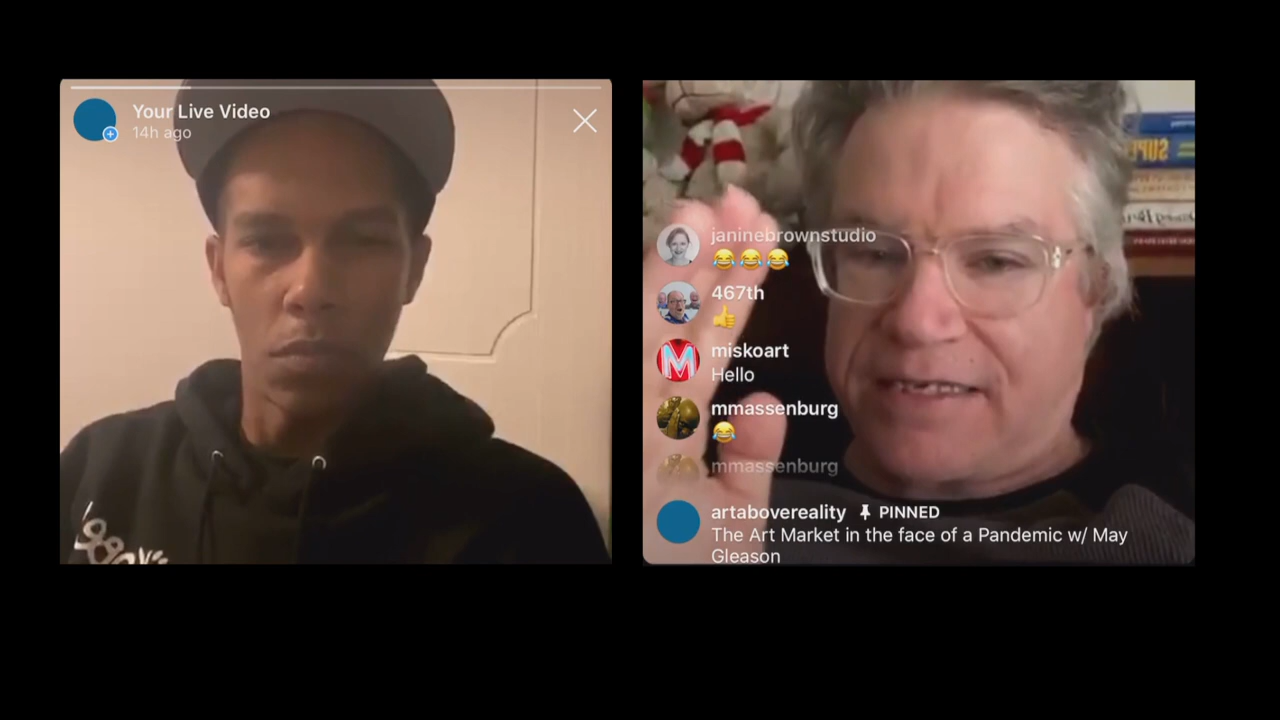 Your Live Video
14h ago
janinebrownstudio
😂😂😂
467th
👍
miskoart
Hello
mmassenburg
😂
mmassenburg
artabovereality PINNED
The Art Market in the face of a Pandemic w/ May
Gleason
SUPER